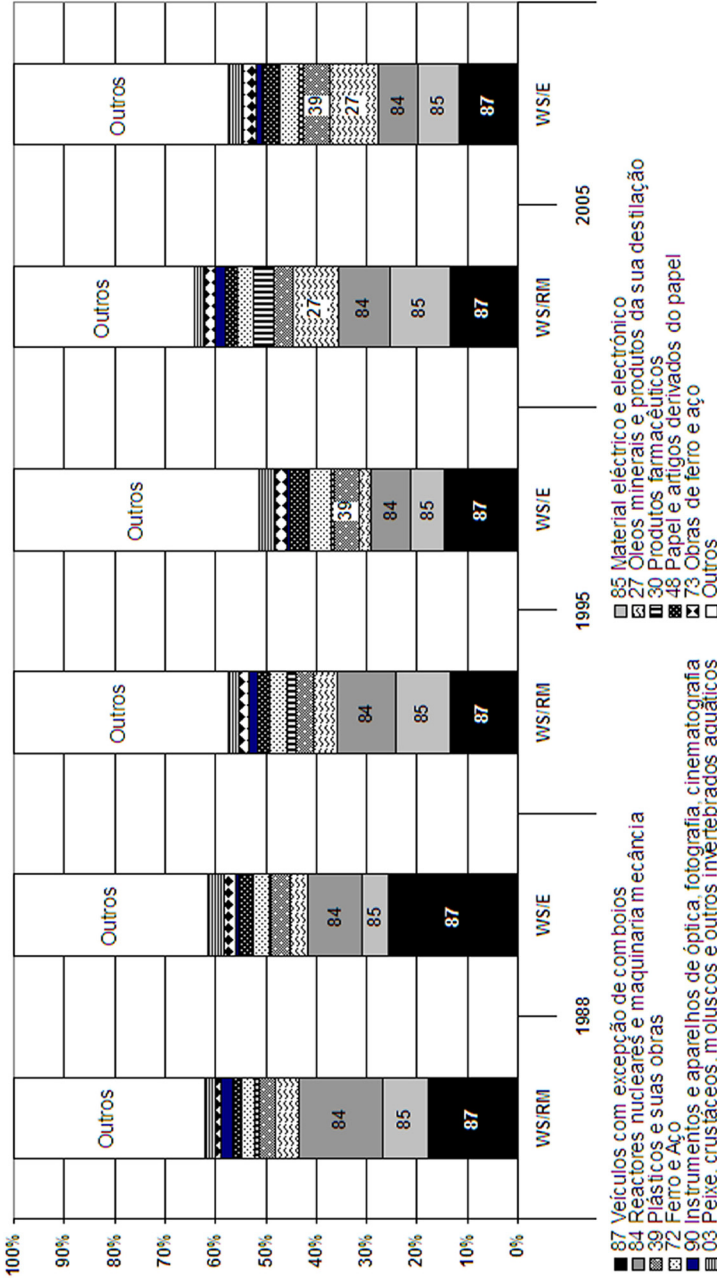 100%
90%
80%
70%
60%
50%
40%
30%
20%
10%
0%
Outros
84
85
87
WS/RM
Outros
84
85
87
WS/E
1988
Outros
84
85
87
WS/RM
Outros
39
84
85
87
WS/E
1995
Outros
27
84
85
87
WS/RM
Outros
39
27
84
85
87
WS/E
2005
87 Veículos com excepção de comboios
84 Reactores nucleares e maquinaria mecância
39 Plásticos e suas obras
72 Ferro e Aço
90 Instrumentos e aparelhos de óptica, fotografia, cinematografia
03 Peixe, crustáceos, moluscos e outros invertebrados aquáticos
85 Material eléctrico e electrónico
27 Óleos minerais e produtos da sua destilação
30 Produtos farmacêuticos
48 Papel e artigos derivados do papel
73 Obras de ferro e aço
Outros